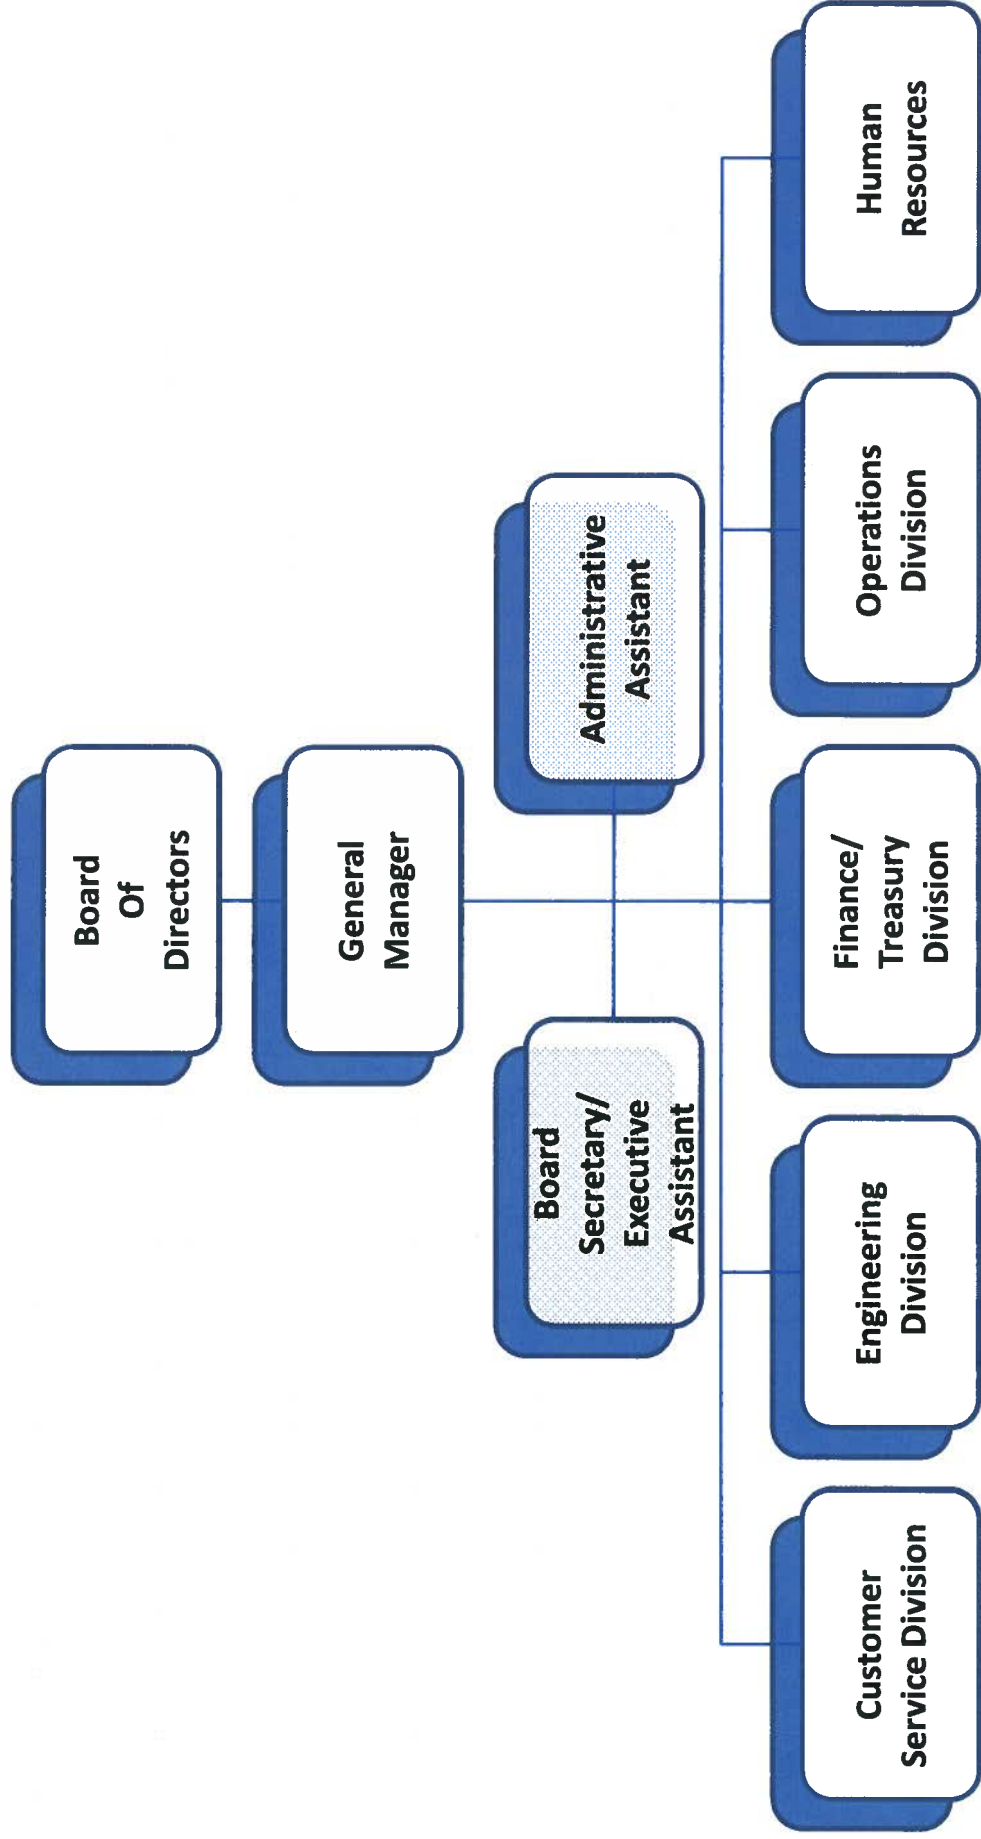 Board
Of
Directors
General
Manager
Board
Secretary/
Executive
Assistant
Administrative
Assistant
Customer
Service Division
Engineering
Division
Finance/
Treasury
Division
Operations
Division
Human
Resources